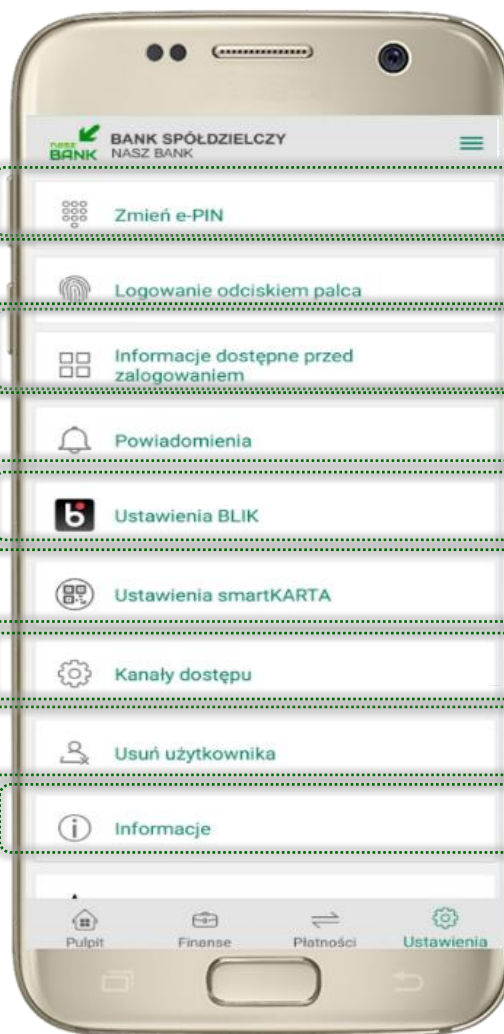 nasz
BANK
BANK SPÓŁDZIELCZY
NASZ BANK
Zmień e-PIN
Logowanie odciskiem palca
Informacje dostępne przed
zalogowaniem
Powiadomienia
Ustawienia BLIK
Ustawienia smartKARTA
Kanały dostępu
Usuń użytkownika
Informacje
Pulpit
Finanse
Płatności
Ustawienia